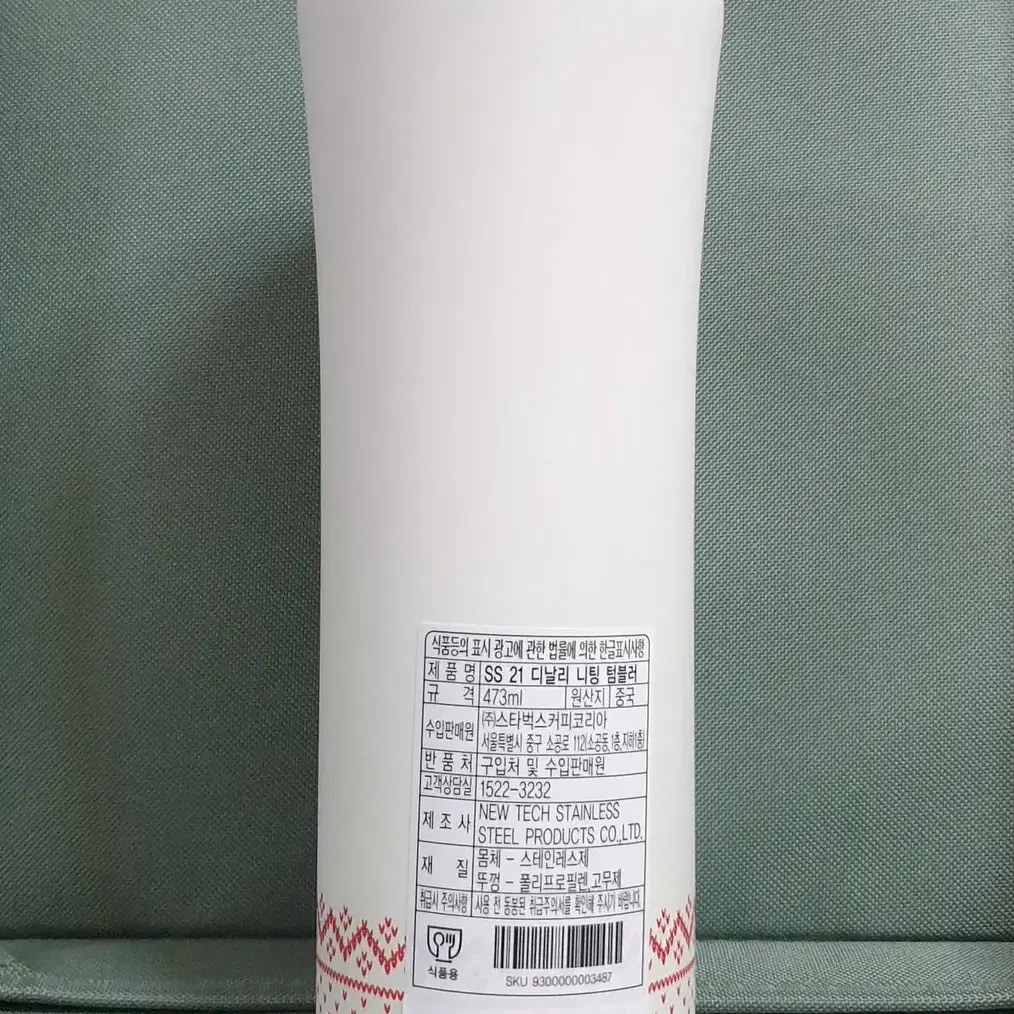 식품등의 표시 광고에 관한 법률에 의한 한글표시사항
제품명 SS 21 디날리 니팅 텀블러
규격 473ml 원산지 중국
수입판매원 ㈜스타벅스커피코리아
서울특별시 중구 소공로 112(소공동,1층,지하1층)
반품처 구입처 및 수입판매원
고객상담실 1522-3232
제조사 NEW TECH STAINLESS
STEEL PRODUCTS CO.,LTD.
재질 몸체 - 스테인레스제
뚜껑 - 폴리프로필렌,고무제
취급시 주의사항 사용 전 동봉된 취급주의서를 확인해 주시기 바랍니다.
식품용
SKU 9300000003487